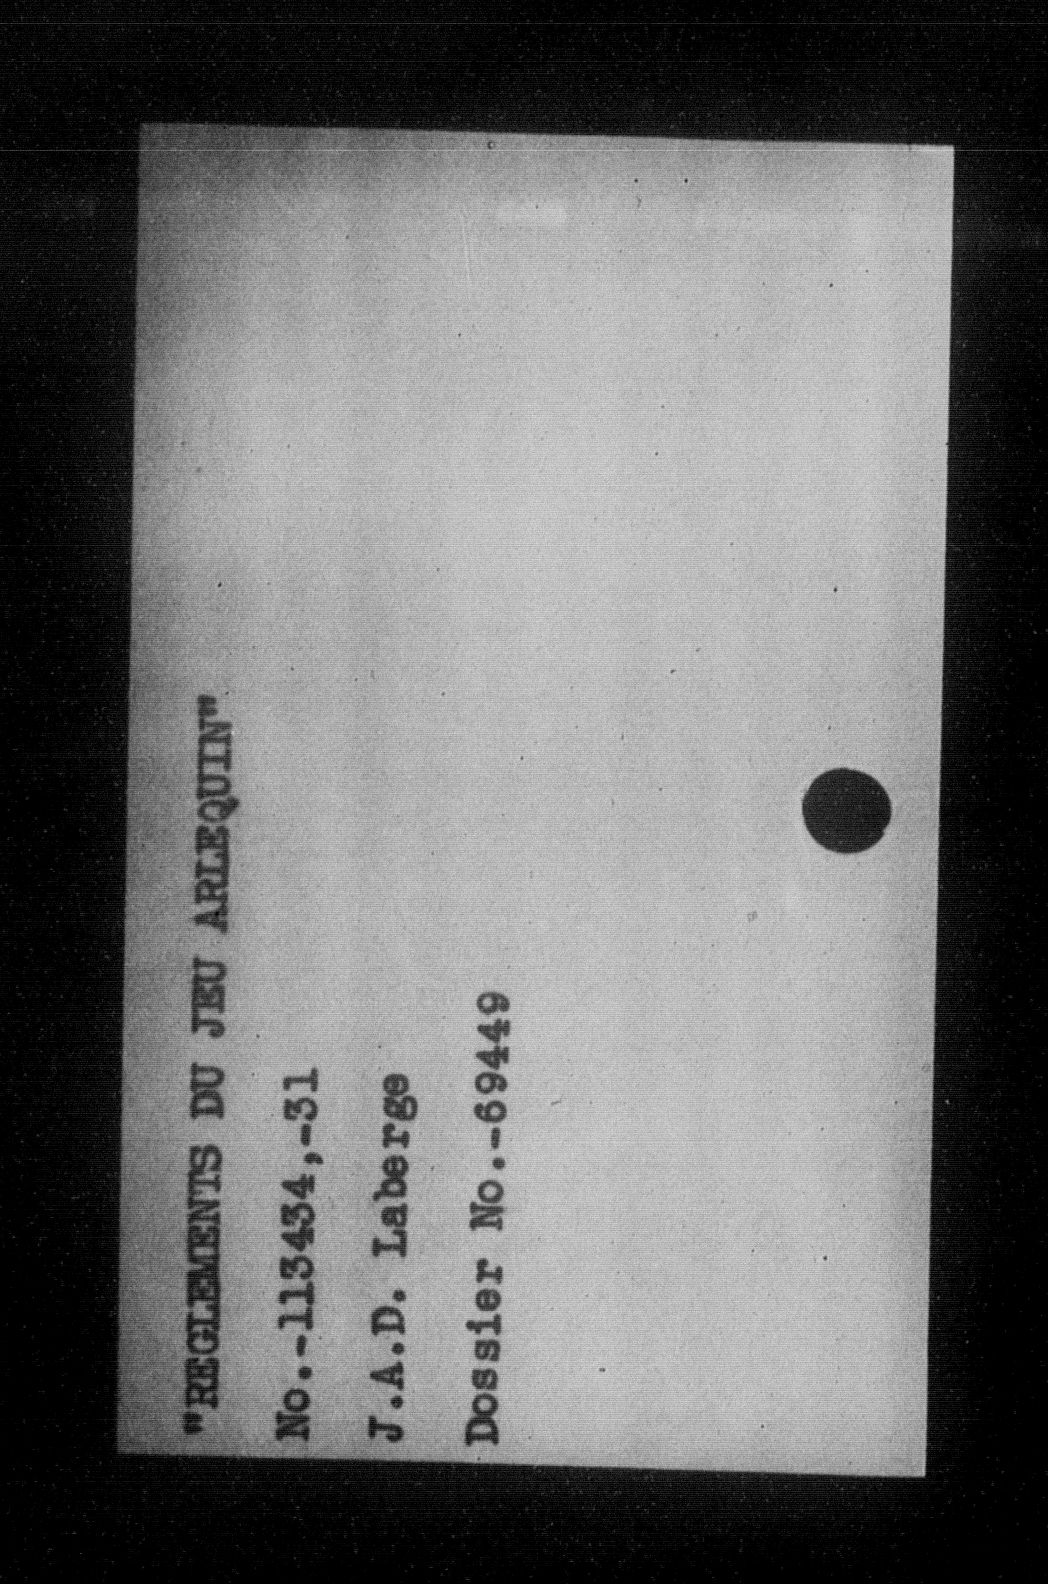 "REGLEMENTS DU JEU ARLEQUIN"
No.-113434,-31
J.A.D. Laberge
Dossier No.-69449